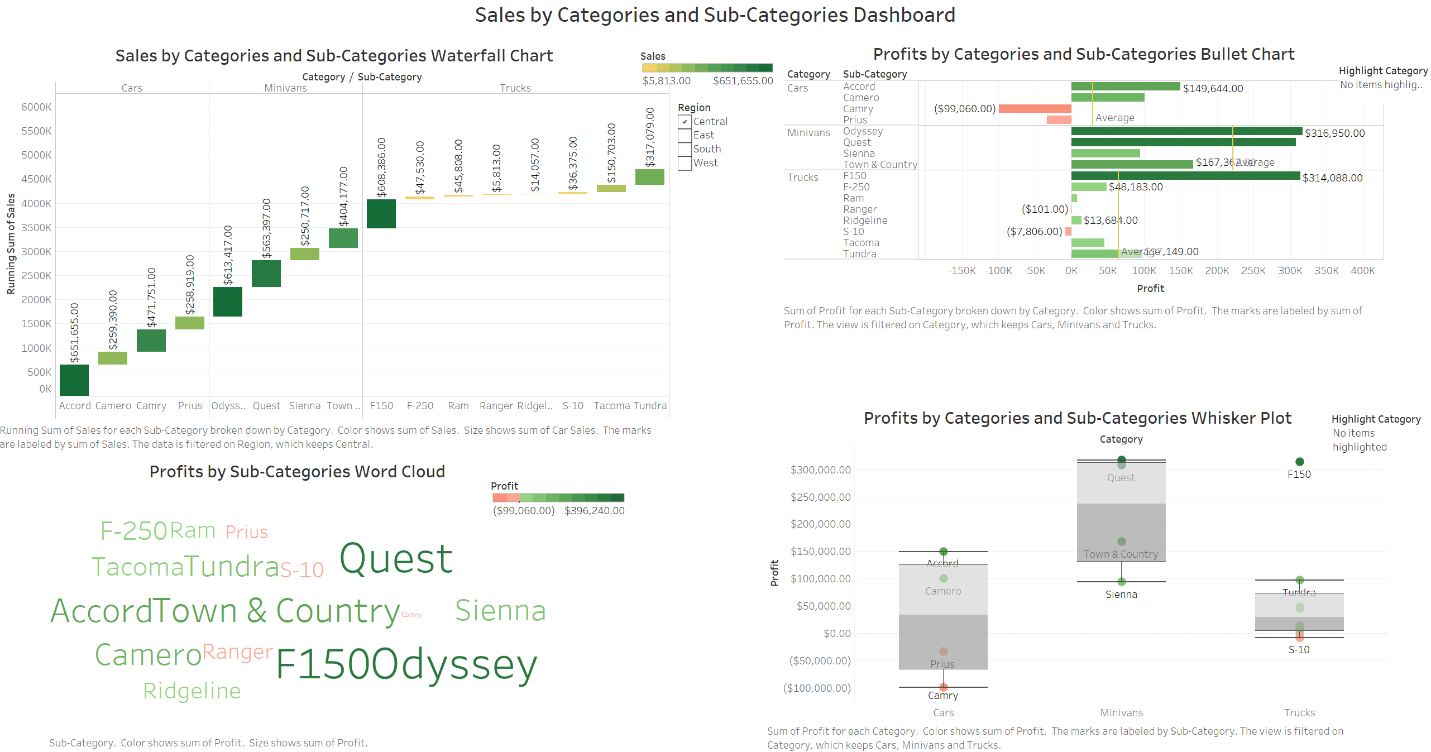 Sales by Categories and Sub-Categories Dashboard
Sales by Categories and Sub-Categories Waterfall Chart
Category / Sub-Category
Cars Minivans Trucks
Running Sum of Sales
6000K
5500K
5000K
4500K
4000K
3500K
3000K
2500K
2000K
1500K
1000K
500K
0K
$651,655.00
$259,390.00
$471,751.00
$258,919.00
$613,417.00
$563,397.00
$250,717.00
$404,177.00
$608,386.00
$47,530.00
$45,808.00
$5,813.00
$14,057.00
$36,375.00
$150,703.00
$317,079.00
Accord Camero Camry Prius Odyss.. Quest Sienna Town .. F150 F-250 Ram Ranger Ridgel.. S-10 Tacoma Tundra
Running Sum of Sales for each Sub-Category broken down by Category. Color shows sum of Sales. Size shows sum of Car Sales. The marks
are labeled by sum of Sales. The data is filtered on Region, which keeps Central.
Sales
$5,813.00 $651,655.00
Region
Central
East
South
West
Profits by Categories and Sub-Categories Bullet Chart
Category Sub-Category
Highlight Category
No items highlig..
Cars
Accord $149,644.00
Camero
Camry ($99,060.00)
Prius
Average
Minivans
Odyssey $316,950.00
Quest
Sienna
Town & Country
Average
Trucks
F150 $314,088.00
F-250 $48,183.00
Ram
Ranger ($101.00)
Ridgeline $13,684.00
S-10 ($7,806.00)
Tacoma
Tundra
-150K -100K -50K 0K 50K 100K 150K 200K 250K 300K 350K 400K
Profit
Sum of Profit for each Sub-Category broken down by Category. Color shows sum of Profit. The marks are labeled by sum of
Profit. The view is filtered on Category, which keeps Cars, Minivans and Trucks.
Profits by Sub-Categories Word Cloud
Profit
($99,060.00) $396,240.00
F-250 Ram Prius
Tacoma Tundra S-10 Quest
Accord Town & Country Camry Sienna
Camero Ranger F150 Odyssey
Ridgeline
Sub-Category. Color shows sum of Profit. Size shows sum of Profit.
Profits by Categories and Sub-Categories Whisker Plot
Category
Highlight Category
No items
highlighted
Profit
$300,000.00
$250,000.00
$200,000.00
$150,000.00
$100,000.00
$50,000.00
$0.00
($50,000.00)
($100,000.00)
Accord
Camero
Prius
Camry
Quest
Town & Country
Sienna
F150
Tundra
S-10
Cars Minivans Trucks
Sum of Profit for each Category. Color shows sum of Profit. The marks are labeled by Sub-Category. The view is filtered on
Category, which keeps Cars, Minivans and Trucks.